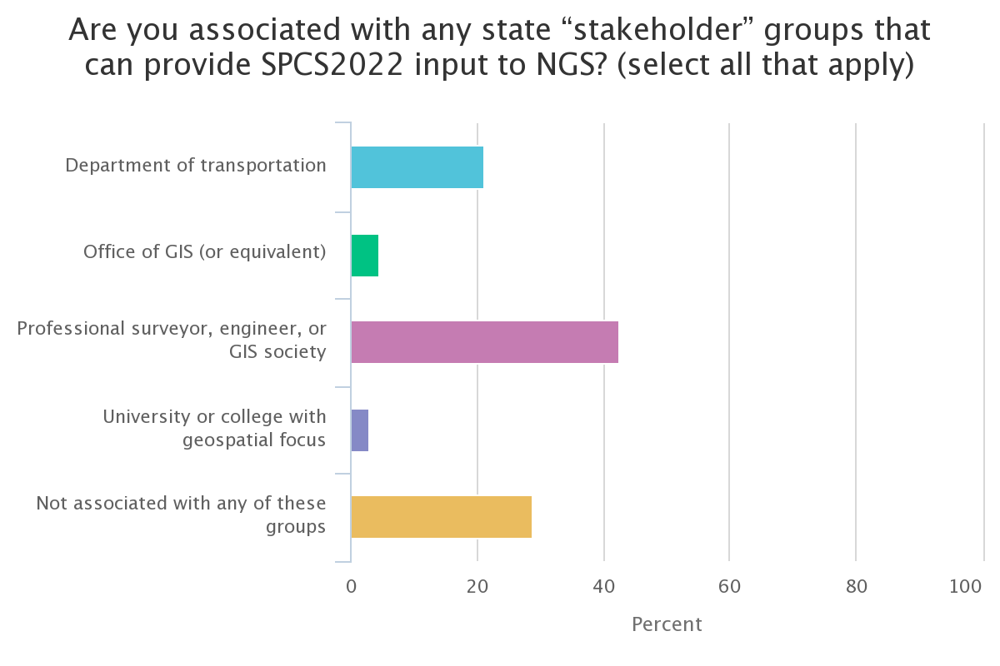 Are you associated with any state “stakeholder” groups that
can provide SPCS2022 input to NGS? (select all that apply)
Department of transportation
Office of GIS (or equivalent)
Professional surveyor, engineer, or
GIS society
University or college with
geospatial focus
Not associated with any of these
groups
0 20 40 60 80 100
Percent